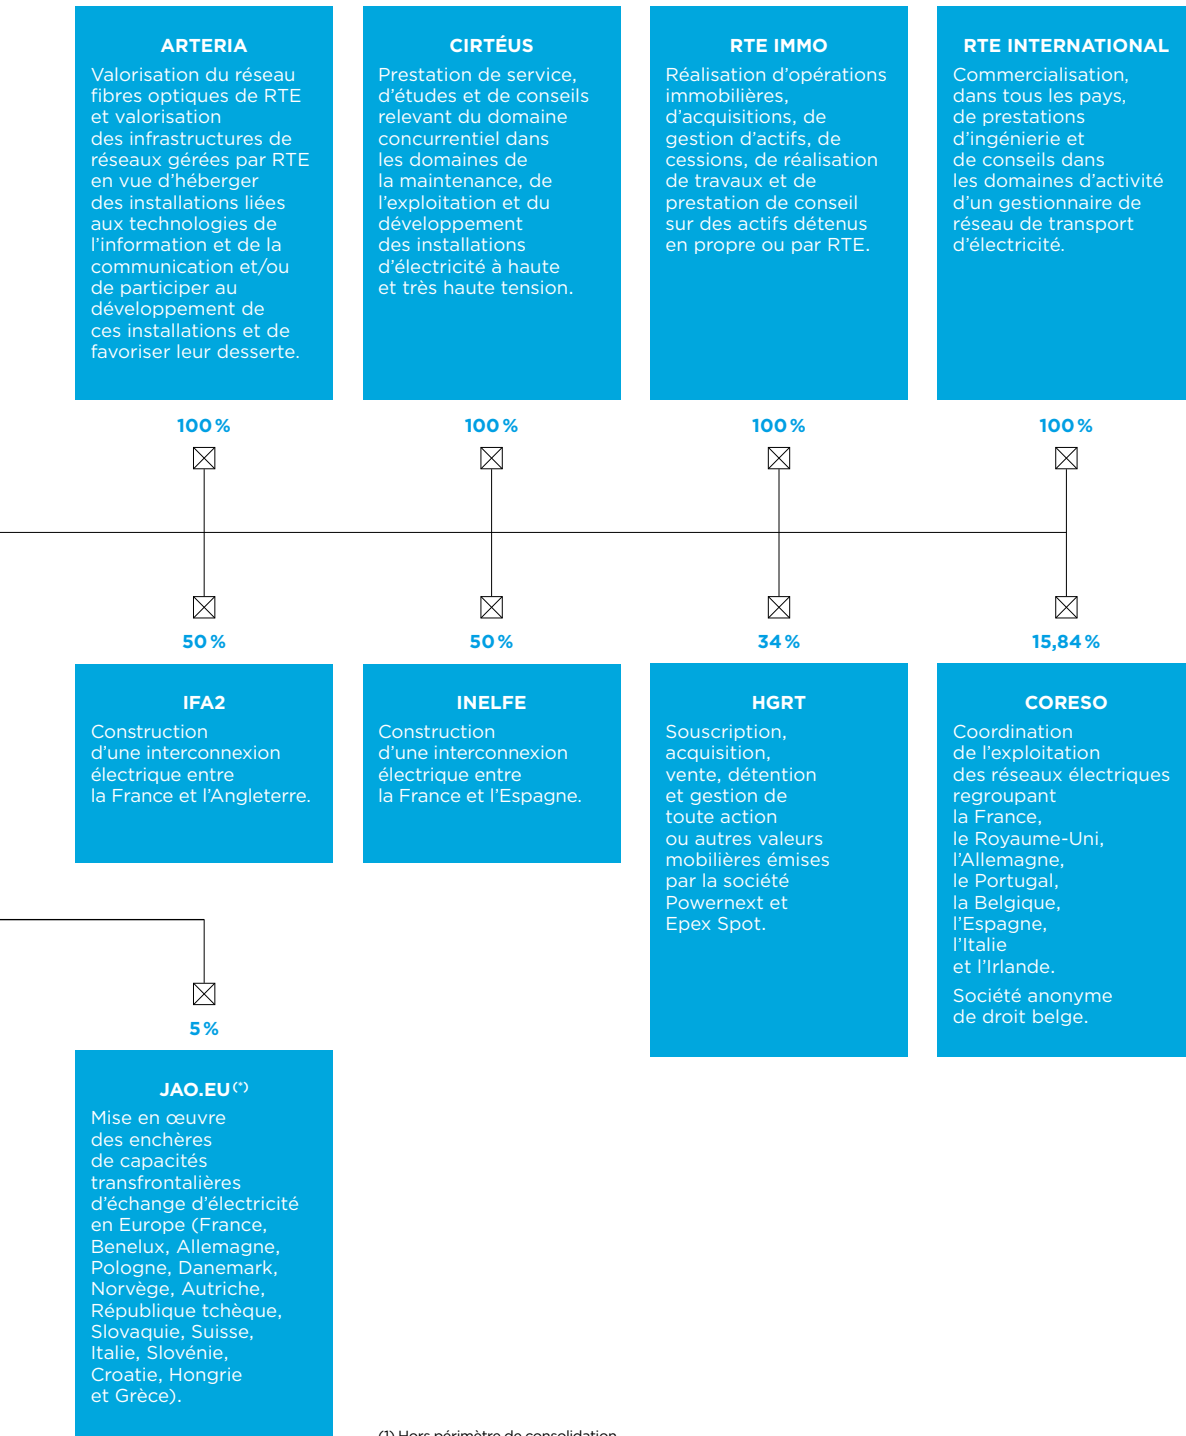 ARTERIA
Valorisation du réseau
fibres optiques de RTE
et valorisation
des infrastructures de
réseaux gérées par RTE
en vue d’héberger
des installations liées
aux technologies de
l’information et de la
communication et/ou
de participer au
développement de
ces installations et de
favoriser leur desserte.
100 %
CIRTÉUS
Prestation de service,
d’études et de conseils
relevant du domaine
concurrentiel dans
les domaines de
la maintenance, de
l’exploitation et du
développement
des installations
d’électricité à haute
et très haute tension.
100 %
RTE IMMO
Réalisation d’opérations
immobilières,
d’acquisitions, de
gestion d’actifs, de
cessions, de réalisation
de travaux et de
prestation de conseil
sur des actifs détenus
en propre ou par RTE.
100 %
RTE INTERNATIONAL
Commercialisation,
dans tous les pays,
de prestations
d’ingénierie et
de conseils dans
les domaines d’activité
d’un gestionnaire de
réseau de transport
d’électricité.
100 %
50 %
IFA2
Construction
d’une interconnexion
électrique entre
la France et l’Angleterre.
50 %
INELFE
Construction
d’une interconnexion
électrique entre
la France et l’Espagne.
34 %
HGRT
Souscription,
acquisition,
vente, détention
et gestion de
toute action
ou autres valeurs
mobilières émises
par la société
Powernext et
Epex Spot.
15,84 %
CORESO
Coordination
de l’exploitation
des réseaux électriques
regroupant
la France,
le Royaume-Uni,
l’Allemagne,
le Portugal,
la Belgique,
l’Espagne,
l’Italie
et l’Irlande.
Société anonyme
de droit belge.
5 %
JAO.EU(*)
Mise en œuvre
des enchères
de capacités
transfrontalières
d’échange d’électricité
en Europe (France,
Benelux, Allemagne,
Pologne, Danemark,
Norvège, Autriche,
République tchèque,
Slovaquie, Suisse,
Italie, Slovénie,
Croatie, Hongrie
et Grèce).
(1) Hors périmètre de consolidation